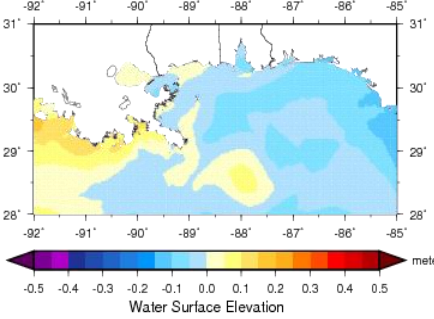 -92° -91° -90° -89° -88° -87° -86° -85°
31° 31°
30° 30°
29° 29°
28° 28°
-92° -91° -90° -89° -88° -87° -86° -85°
-0.5 -0.4 -0.3 -0.2 -0.1 0.0 0.1 0.2 0.3 0.4 0.5 mete
Water Surface Elevation